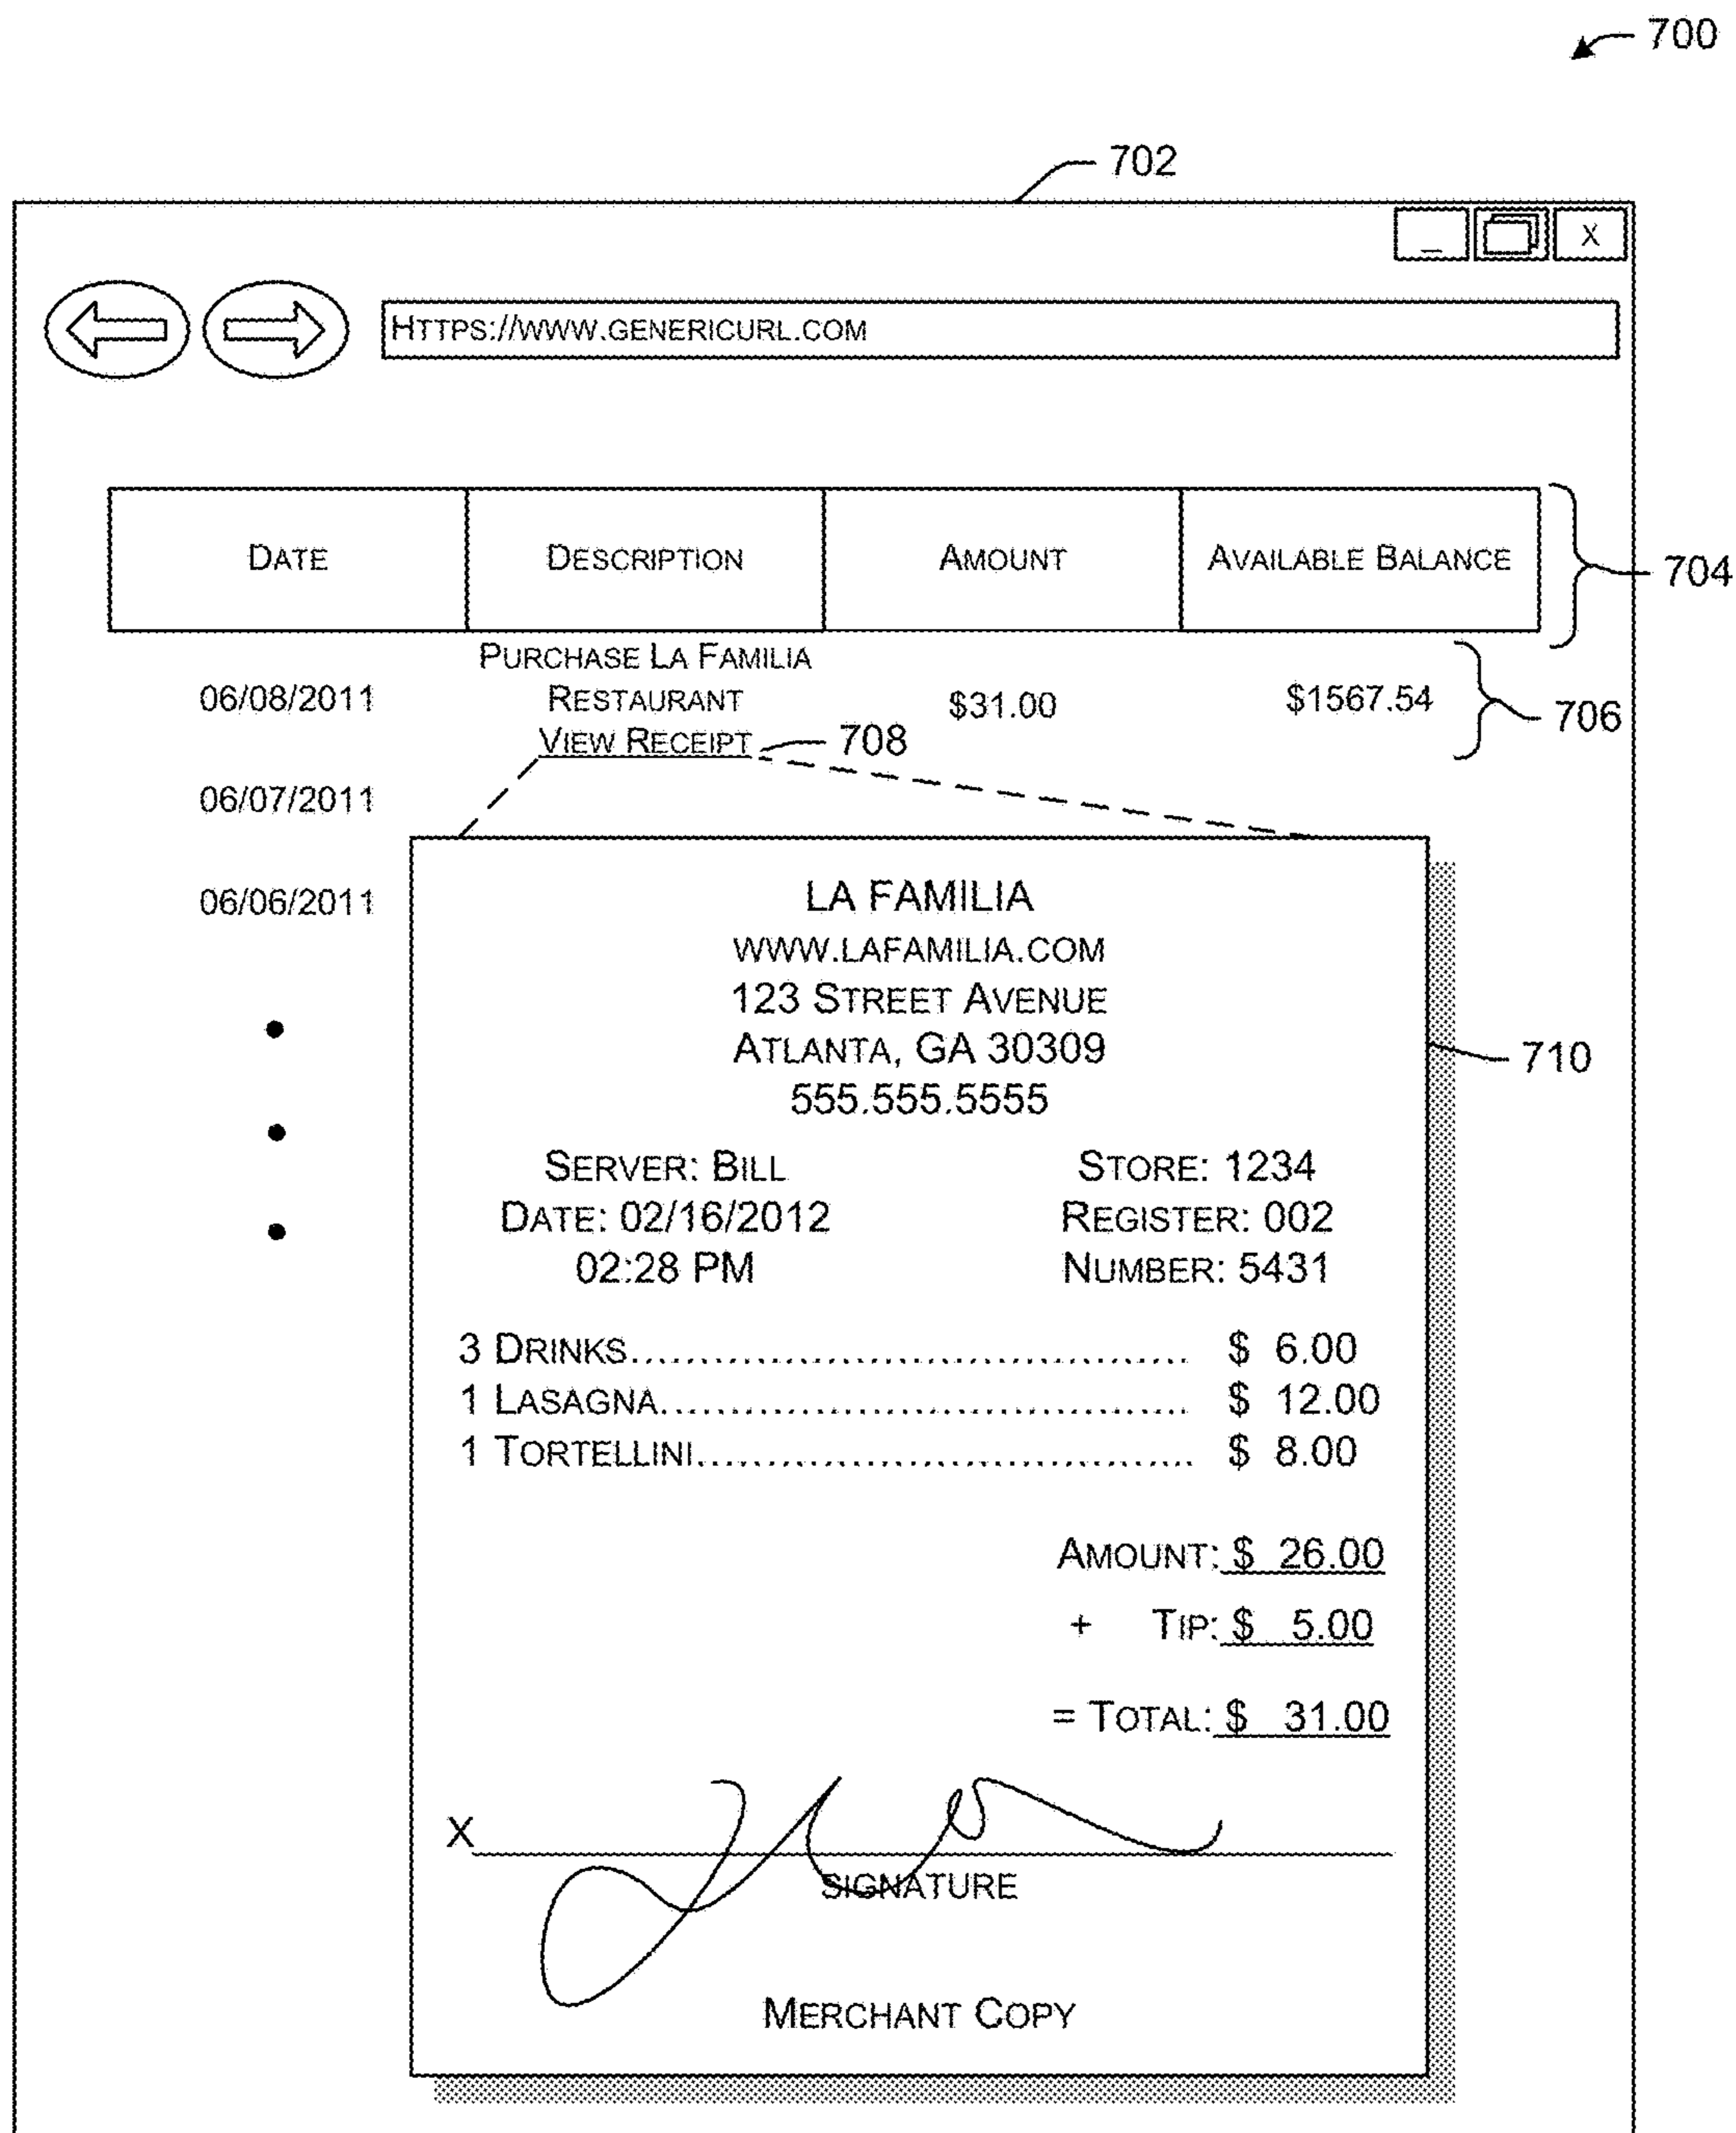 700
702
_ X
HTTPS://WWW.GENERICURL.COM
DATE DESCRIPTION AMOUNT AVAILABLE BALANCE
704
PURCHASE LA FAMILIA
06/08/2011 RESTAURANT $31.00 $1567.54
706
VIEW RECEIPT 708
06/07/2011
06/06/2011
LA FAMILIA
WWW.LAFAMILIA.COM
123 STREET AVENUE
ATLANTA, GA 30309
710
555.555.5555
SERVER: BILL STORE: 1234
DATE: 02/16/2012 REGISTER: 002
02:28 PM NUMBER: 5431
3 DRINKS........................................ $ 6.00
1 LASAGNA...................................... $ 12.00
1 TORTELLINI................................... $ 8.00
AMOUNT: $ 26.00
+ TIP: $ 5.00
= TOTAL: $ 31.00
X
SIGNATURE
MERCHANT COPY